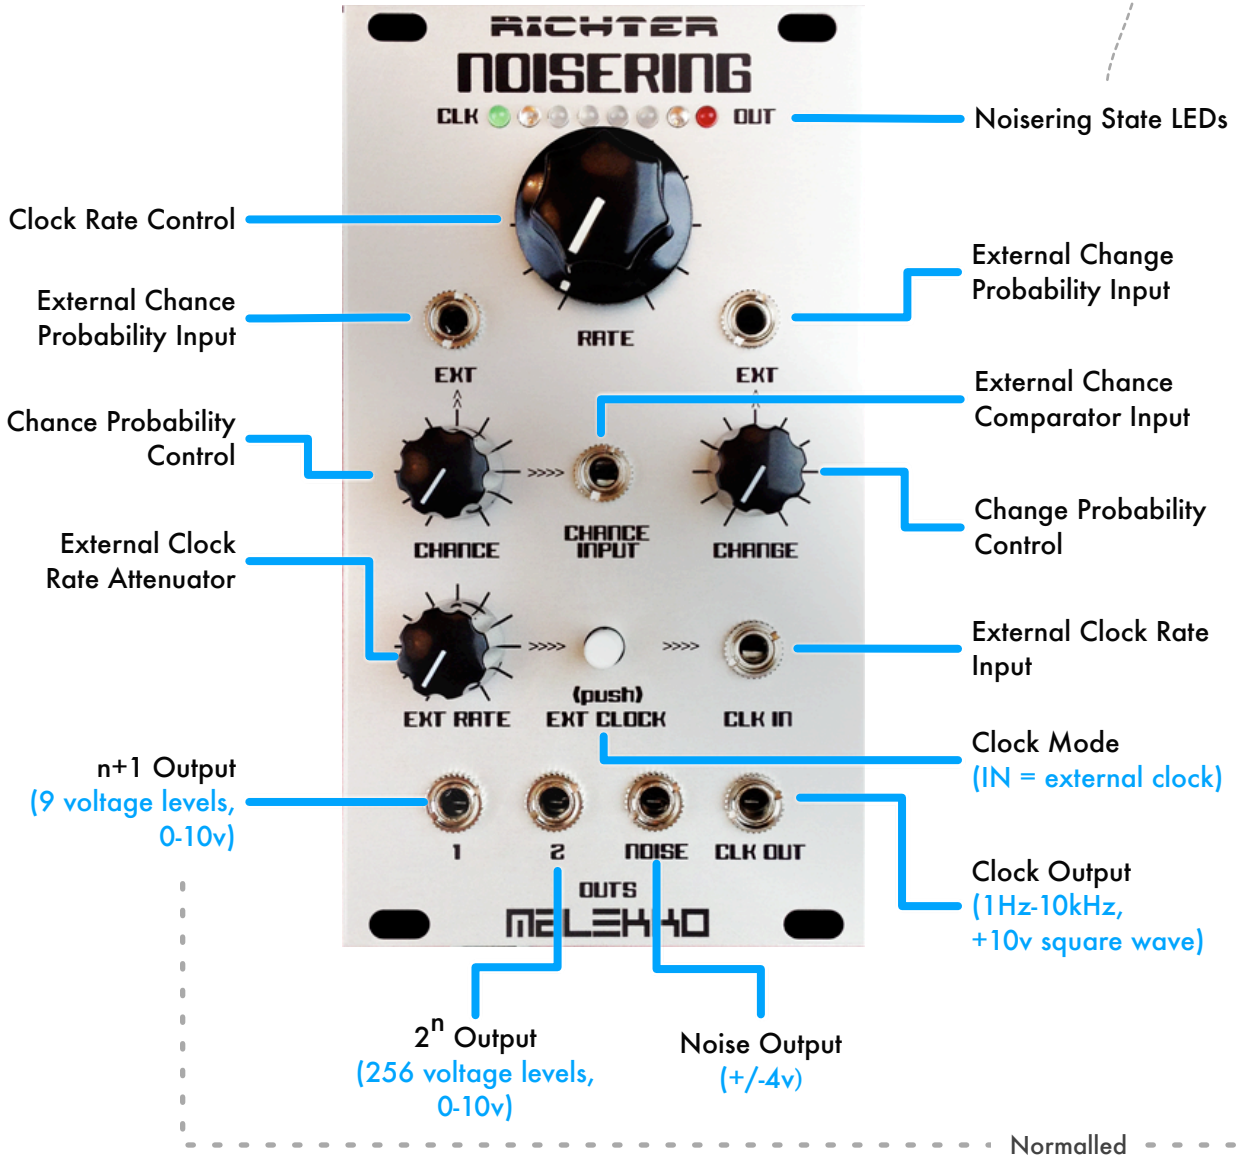 RICHTER
NOISERING
CLK OUT
Noisering State LEDs
Clock Rate Control
External Change
Probability Input
External Chance
Probability Input
RATE
EXT
EXT
External Chance
Comparator Input
Chance Probability
Control
CHANCE
CHANCE
INPUT
CHANGE
Change Probability
Control
External Clock
Rate Attenuator
>>>>
>>>>
>>>>
External Clock Rate
Input
EXT RATE
(push)
EXT CLOCK
CLK IN
Clock Mode
(IN = external clock)
n+1 Output
(9 voltage levels,
0-10v)
1
2
NOISE
CLK OUT
OUTS
MALEKKO
Clock Output
(1Hz-10kHz,
+10v square wave)
2ⁿ Output
(256 voltage levels,
0-10v)
Noise Output
(+/-4v)
Normalled